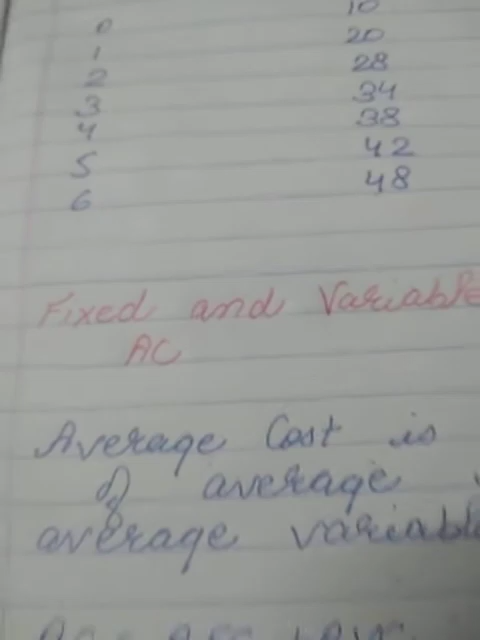 0 10
1 20
2 28
3 34
4 38
5 42
6 48
Fixed and Variable
AC
Average Cost is
of average
average variabl